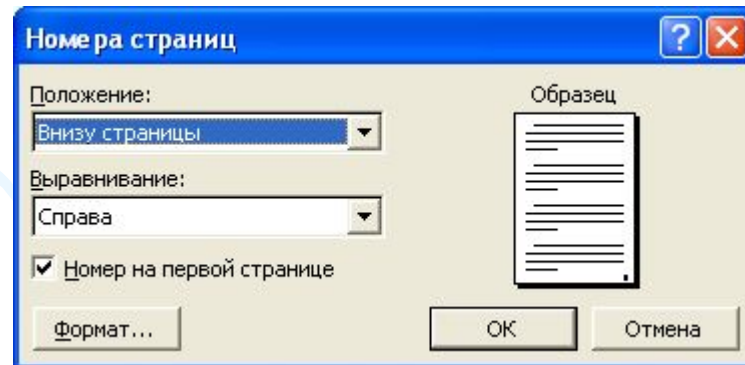 Номера страниц
Положение:
Внизу страницы
Выравнивание:
Справа
Номер на первой странице
Формат...
Образец
ОК
Отмена